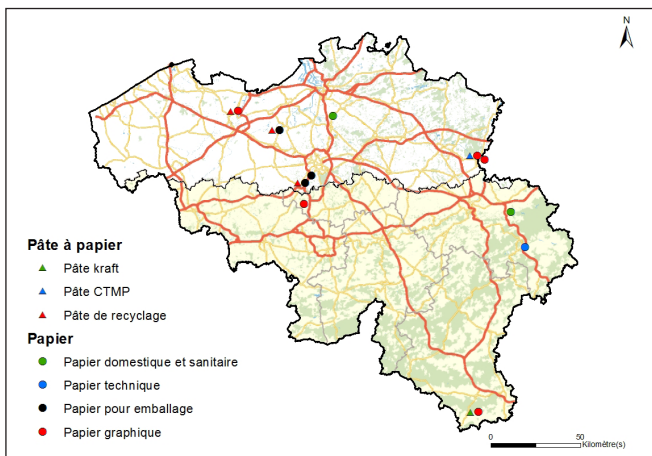 N
Pâte à papier
Pâte kraft
Pâte CTMP
Pâte de recyclage
Papier
Papier domestique et sanitaire
Papier technique
Papier pour emballage
Papier graphique
0 50
Kilomètre(s)